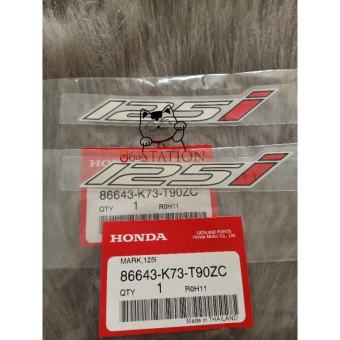 125i
d6up STATION
125i
HONDA
86643-K73-T90ZC
QTY 1 R0H11
HONDA
GENUINE PARTS
Honda Motor Co., Ltd.
MARK,125I
86643-K73-T90ZC
QTY 1 R0H11
Made in THAILAND